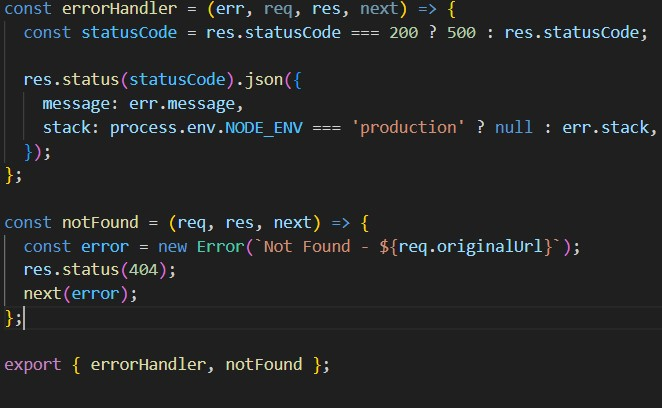 const errorHandler = (err, req, res, next) => {
  const statusCode = res.statusCode === 200 ? 500 : res.statusCode;
  res.status(statusCode).json({
    message: err.message,
    stack: process.env.NODE_ENV === 'production' ? null : err.stack,
  });
};
const notFound = (req, res, next) => {
  const error = new Error(`Not Found - ${req.originalUrl}`);
  res.status(404);
  next(error);
};
export { errorHandler, notFound };